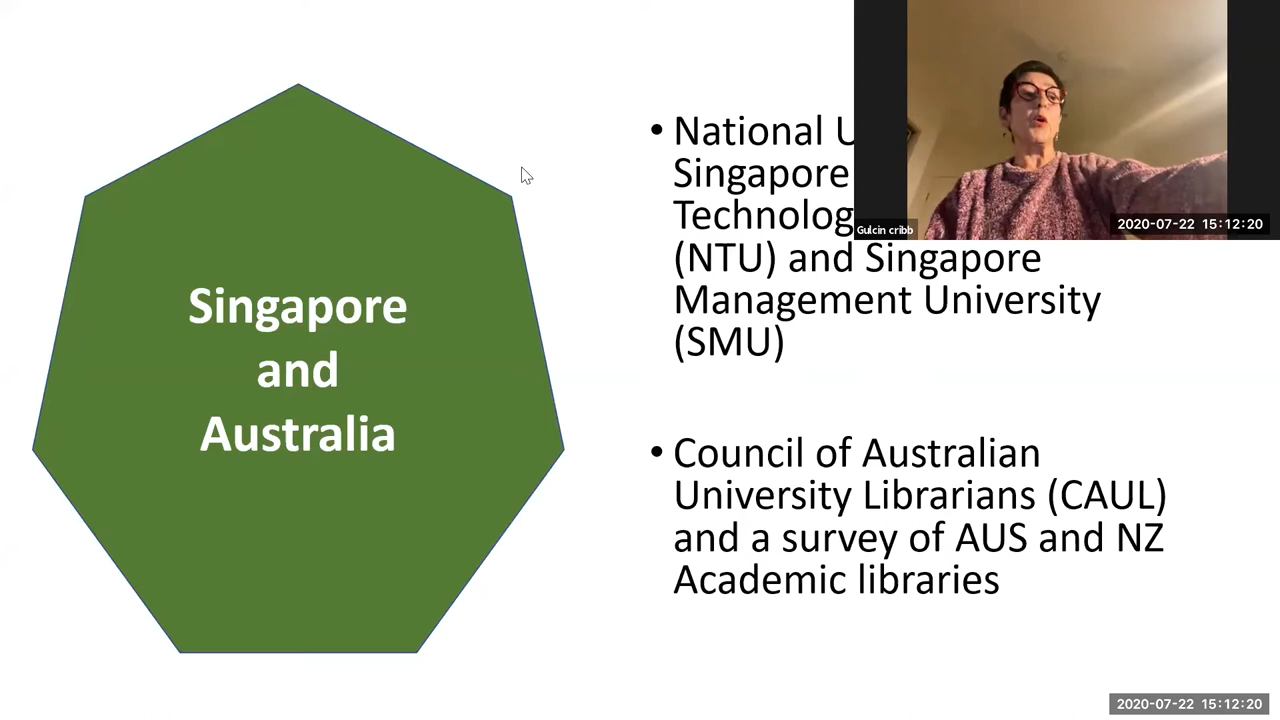 Singapore
and
Australia
• National U
Singapore
Technolog
(NTU) and Singapore
Management University
(SMU)
• Council of Australian
University Librarians (CAUL)
and a survey of AUS and NZ
Academic libraries
Gulcin cribb
2020-07-22 15:12:20
2020-07-22 15:12:20